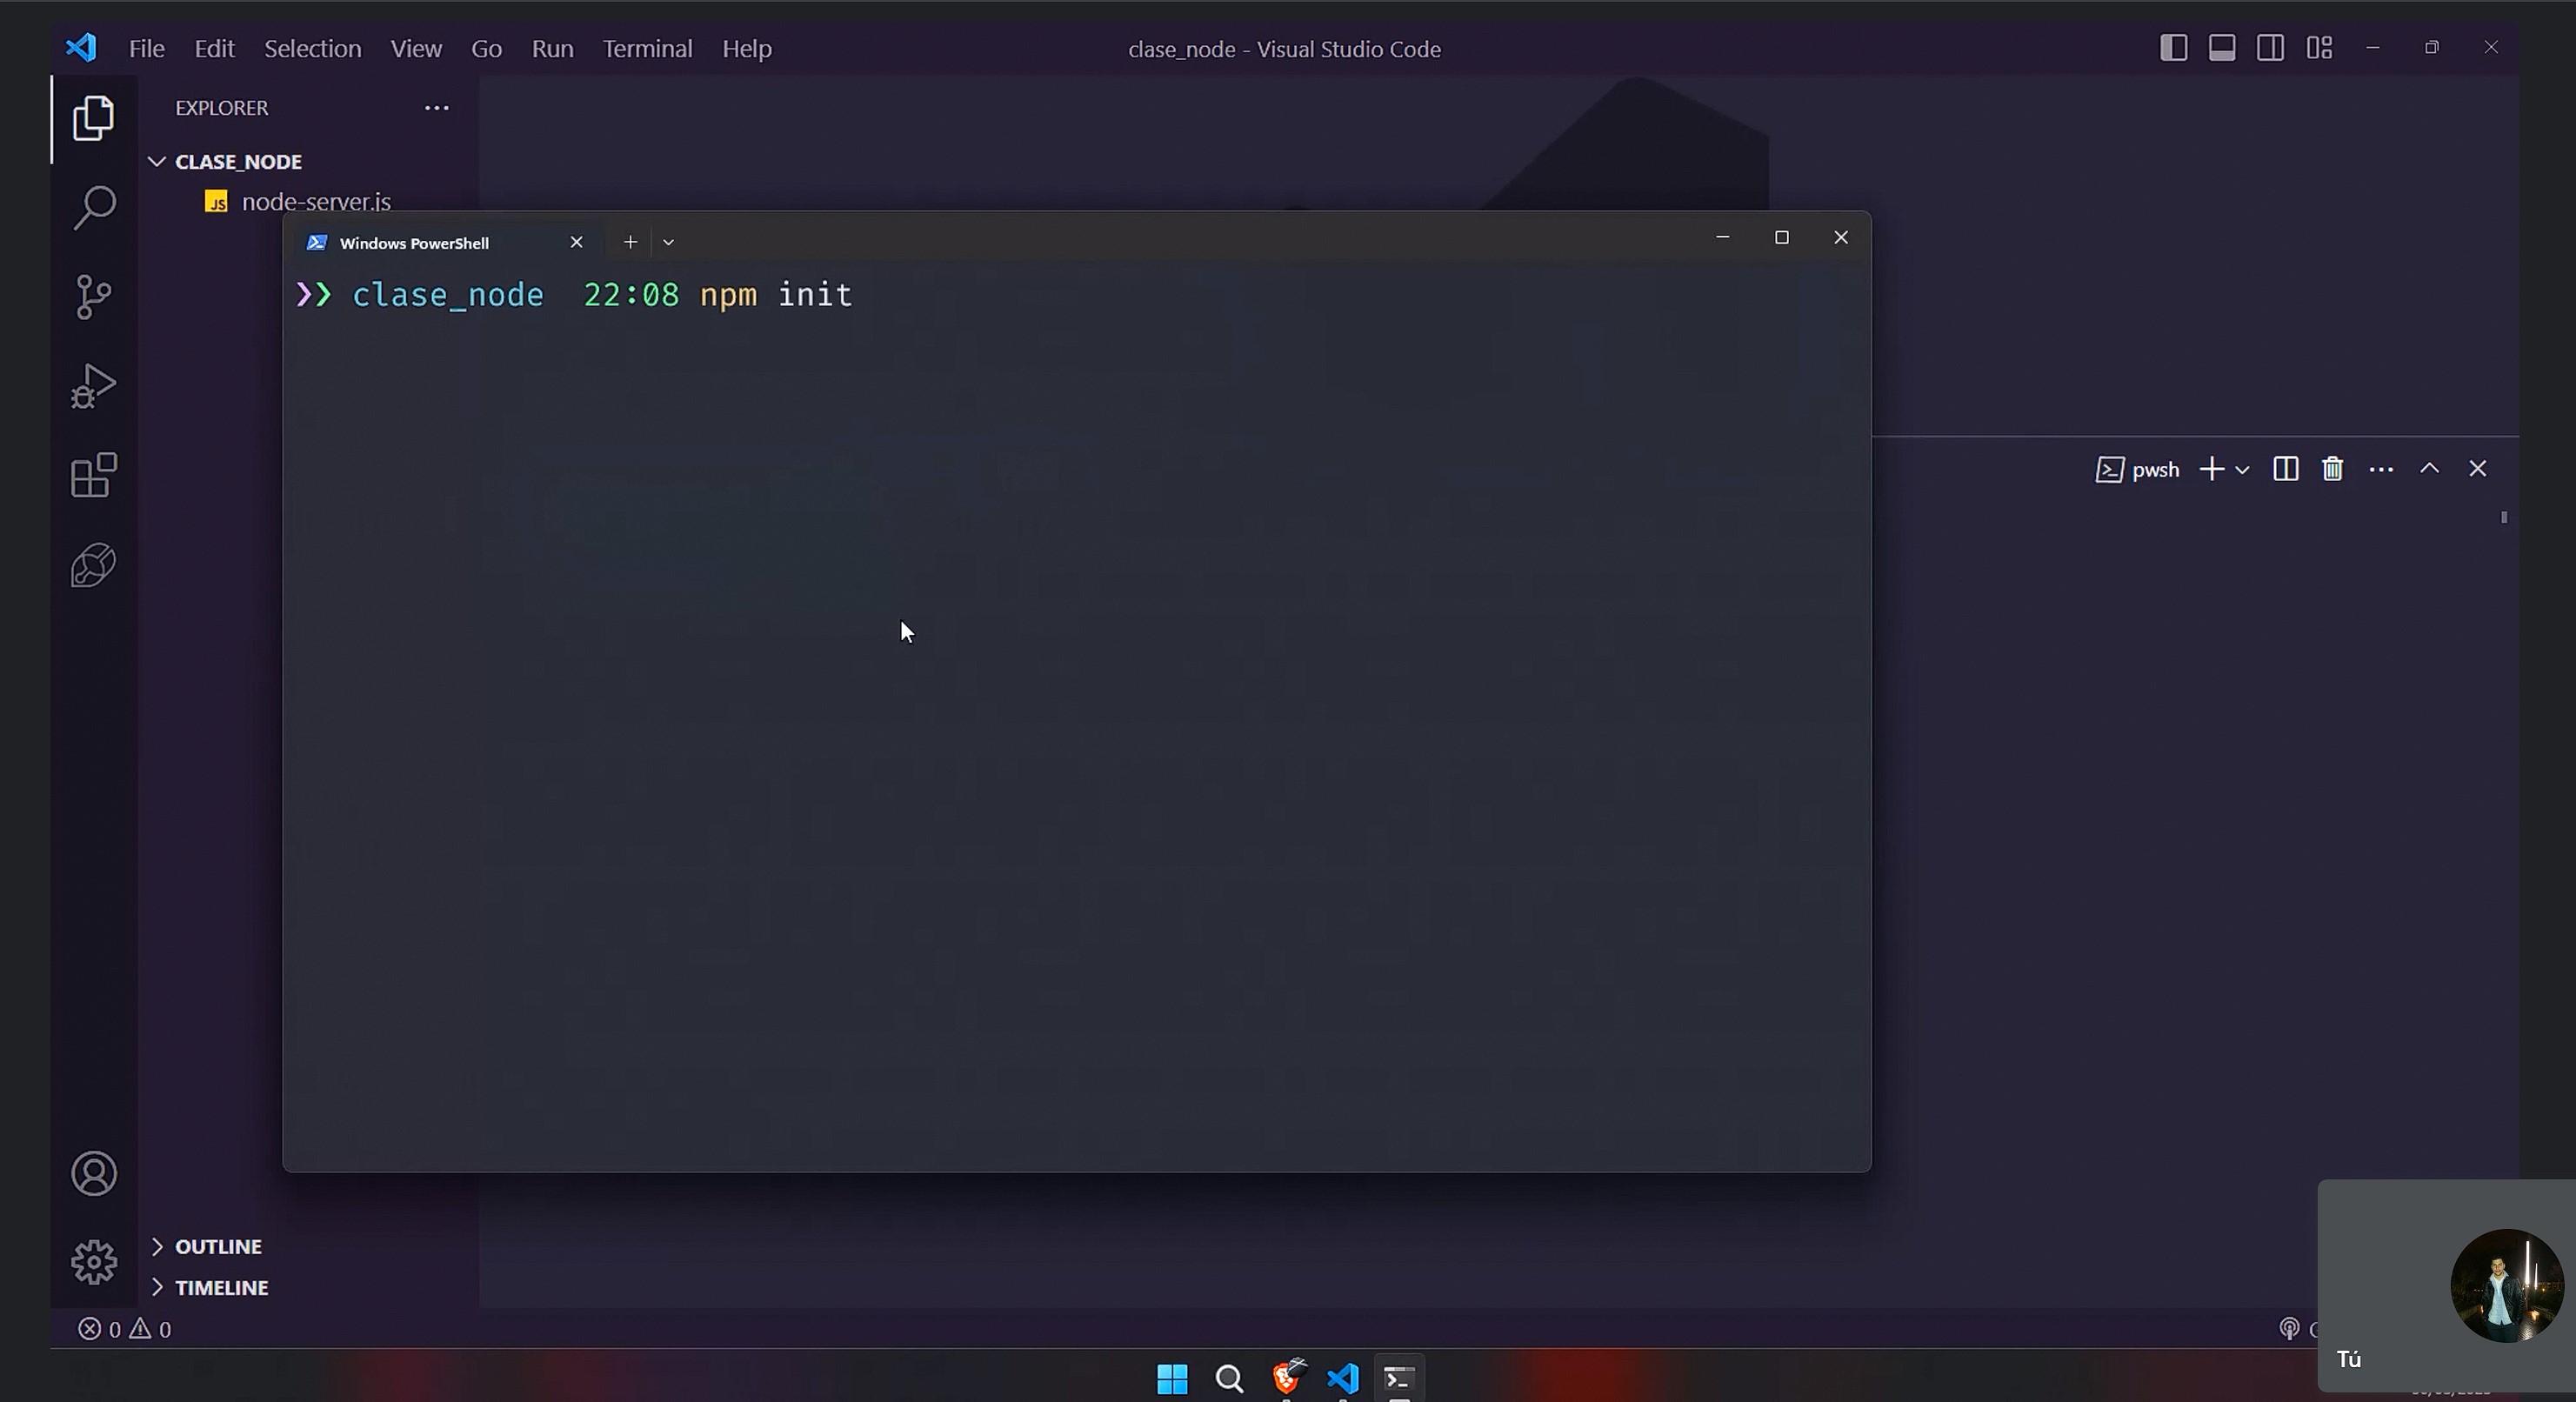 File Edit Selection View Go Run Terminal Help
clase_node - Visual Studio Code
EXPLORER
CLASE_NODE
JS node-server.js
Windows PowerShell
❯❯ clase_node 22:08 npm init
pwsh
OUTLINE
TIMELINE
0 0
Tú